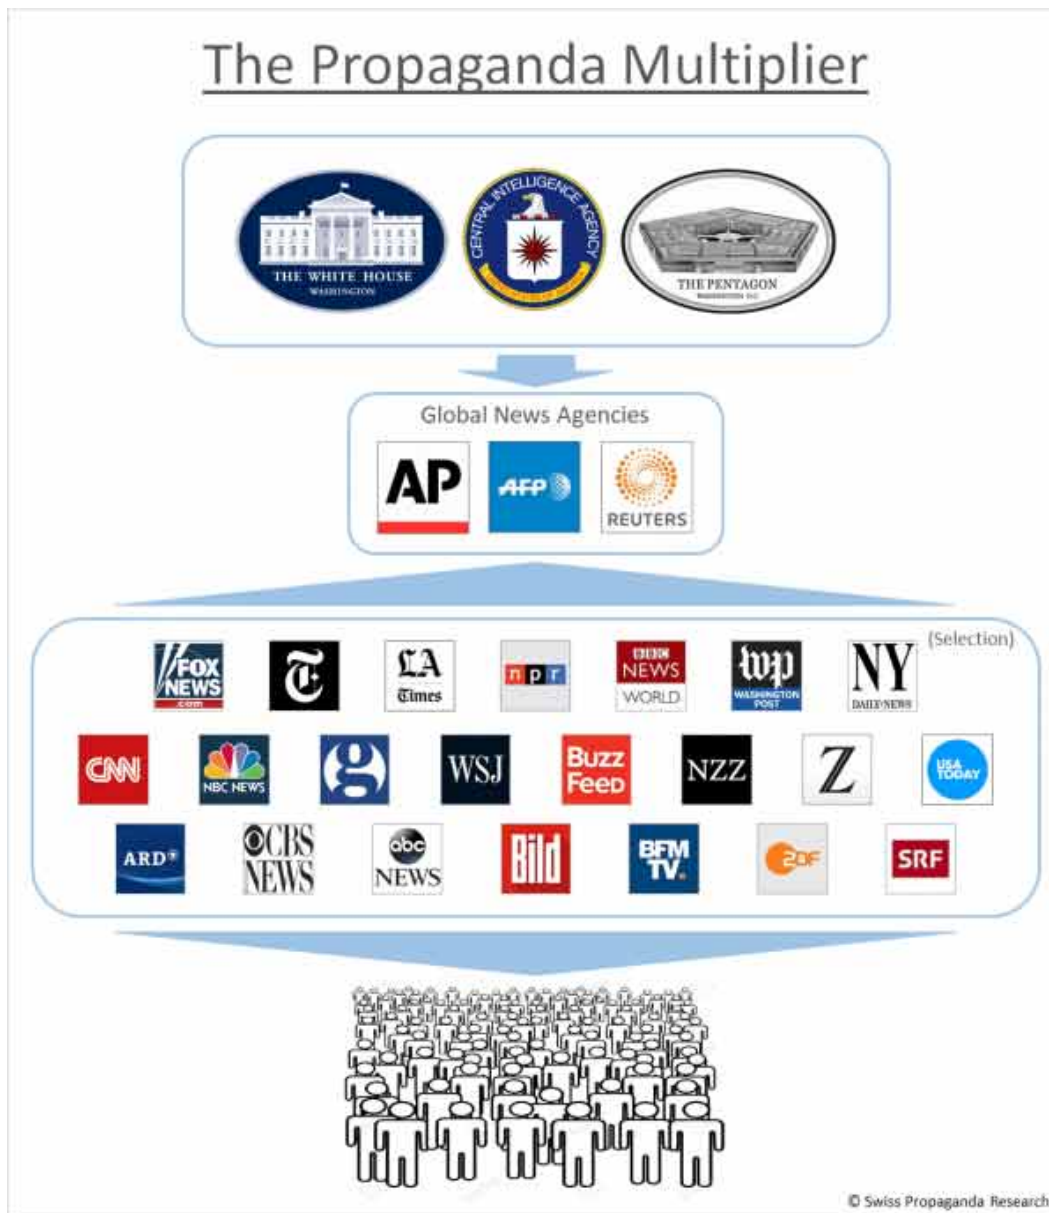 The Propaganda Multiplier
THE WHITE HOUSE
WASHINGTON
CENTRAL INTELLIGENCE AGENCY
THE PENTAGON
Global News Agencies
AP
AFP
REUTERS
(Selection)
FOX
NEWS
.com
T
LA
Times
npr
BBC
NEWS
WORLD
wp
WASHINGTON
POST
NY
DAILY NEWS
CNN
NBC NEWS
g
WSJ
BUZZ
FEED
NZZ
Z
USA
TODAY
ARD
CBS
NEWS
abc
NEWS
Bild
BFM
TV.
2DF
SRF
© Swiss Propaganda Research